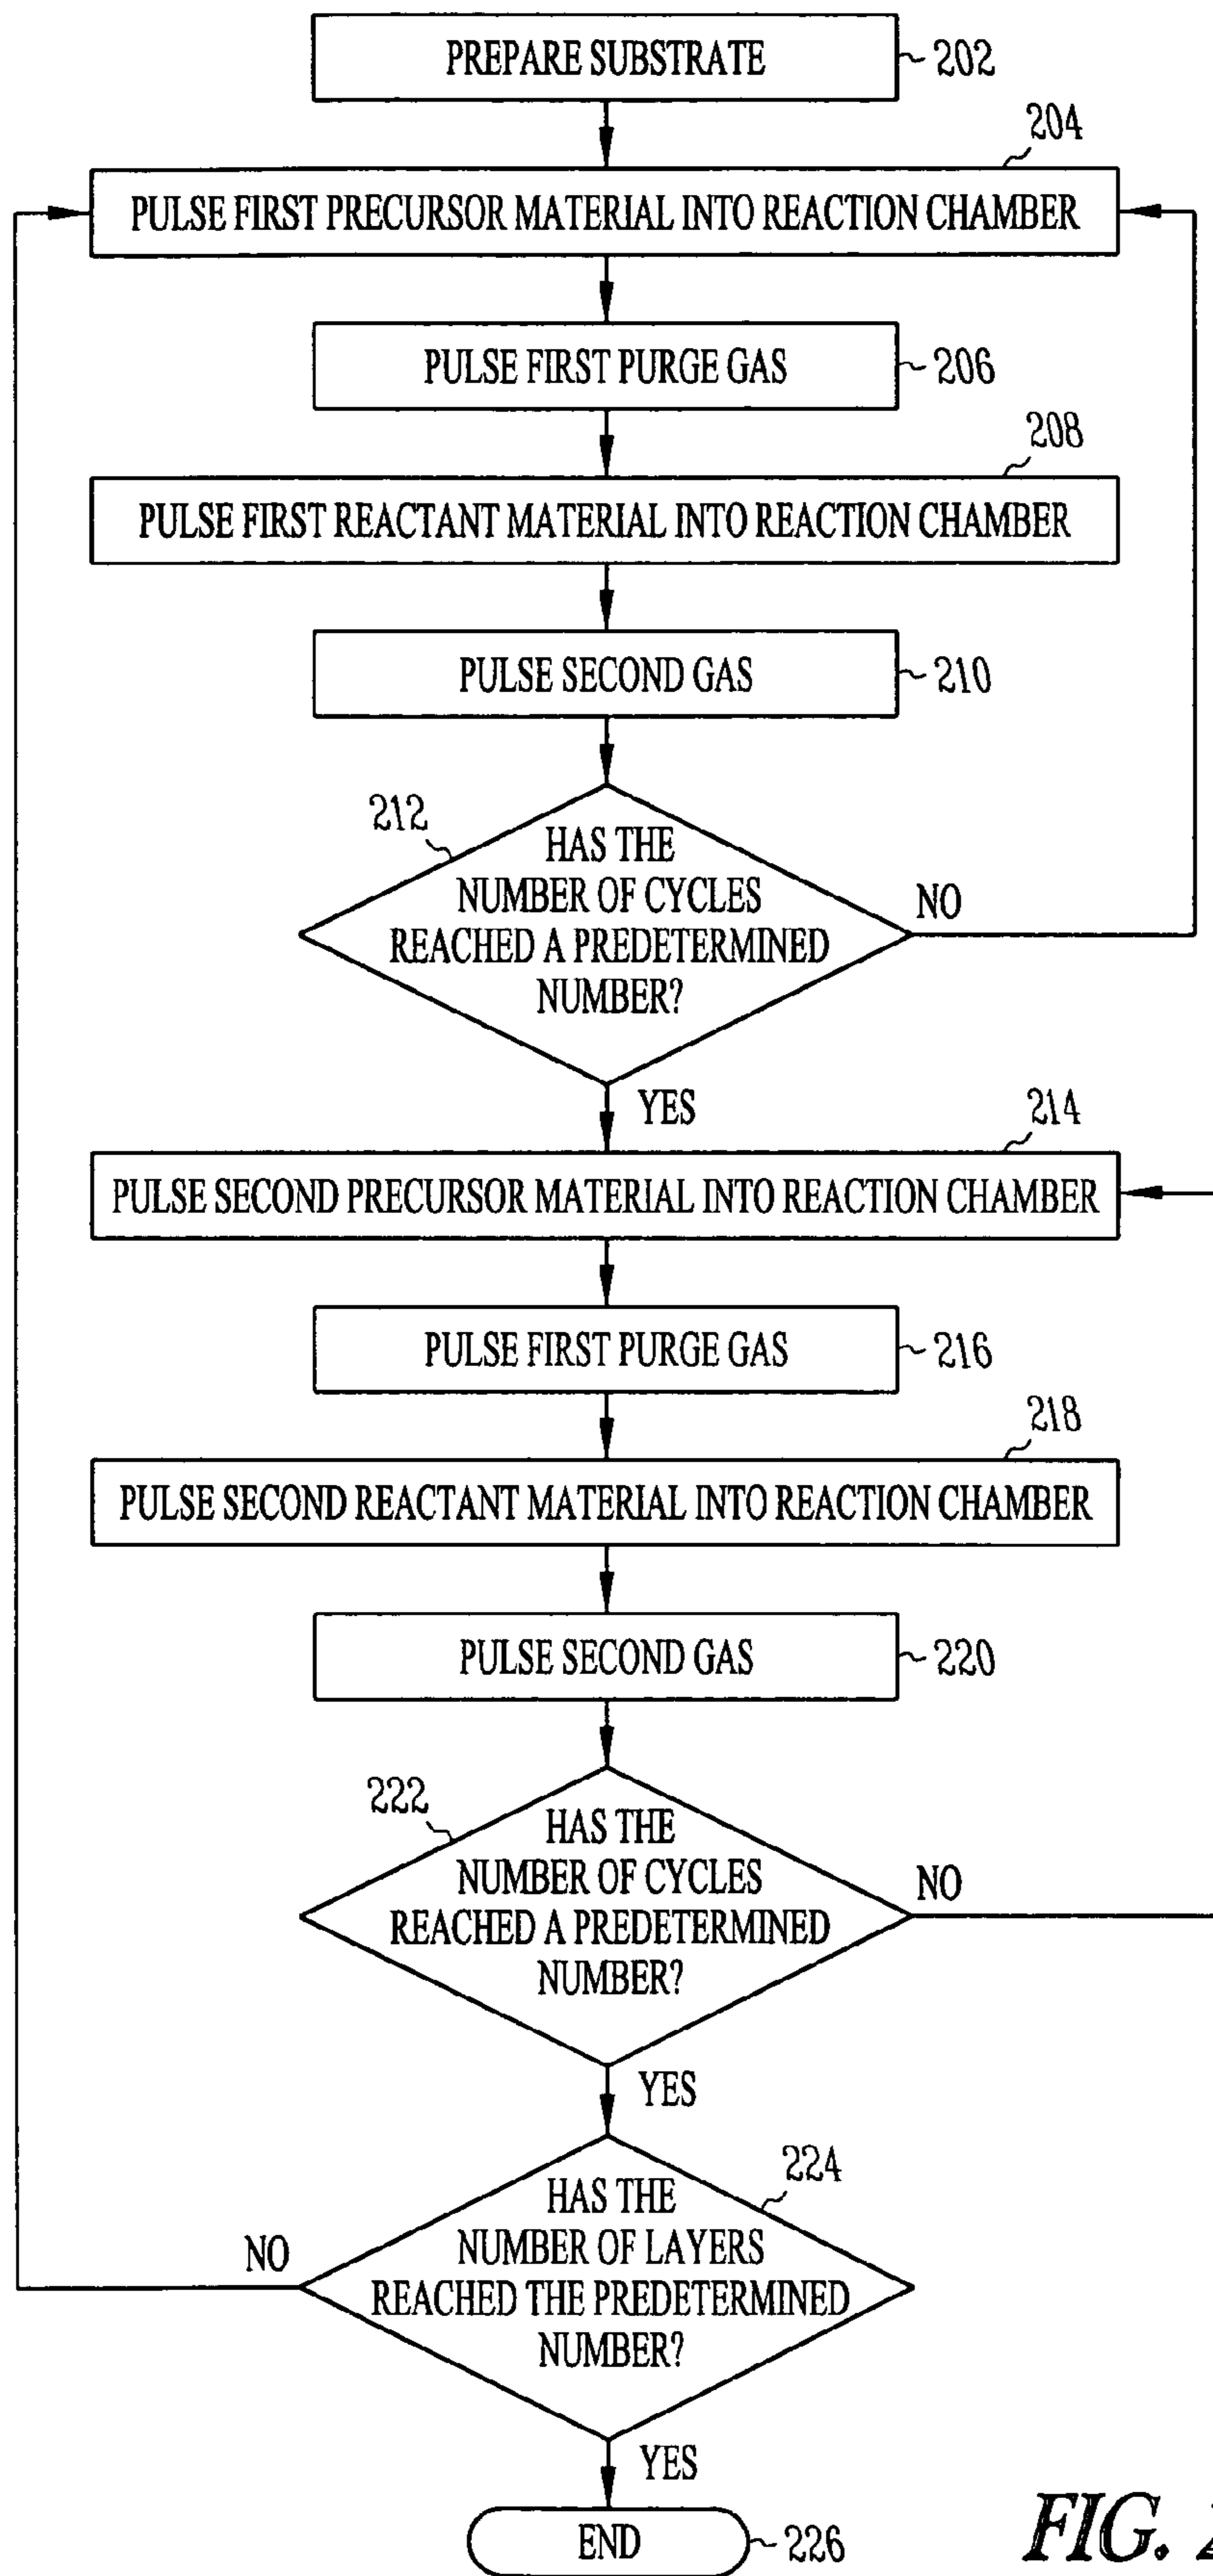 PREPARE SUBSTRATE
202
204
PULSE FIRST PRECURSOR MATERIAL INTO REACTION CHAMBER
PULSE FIRST PURGE GAS
206
208
PULSE FIRST REACTANT MATERIAL INTO REACTION CHAMBER
PULSE SECOND GAS
210
212
HAS THE
NUMBER OF CYCLES
REACHED A PREDETERMINED
NUMBER?
NO
YES
214
PULSE SECOND PRECURSOR MATERIAL INTO REACTION CHAMBER
PULSE FIRST PURGE GAS
216
218
PULSE SECOND REACTANT MATERIAL INTO REACTION CHAMBER
PULSE SECOND GAS
220
222
HAS THE
NUMBER OF CYCLES
REACHED A PREDETERMINED
NUMBER?
NO
YES
224
HAS THE
NUMBER OF LAYERS
REACHED THE PREDETERMINED
NUMBER?
NO
YES
END
226
FIG. 2